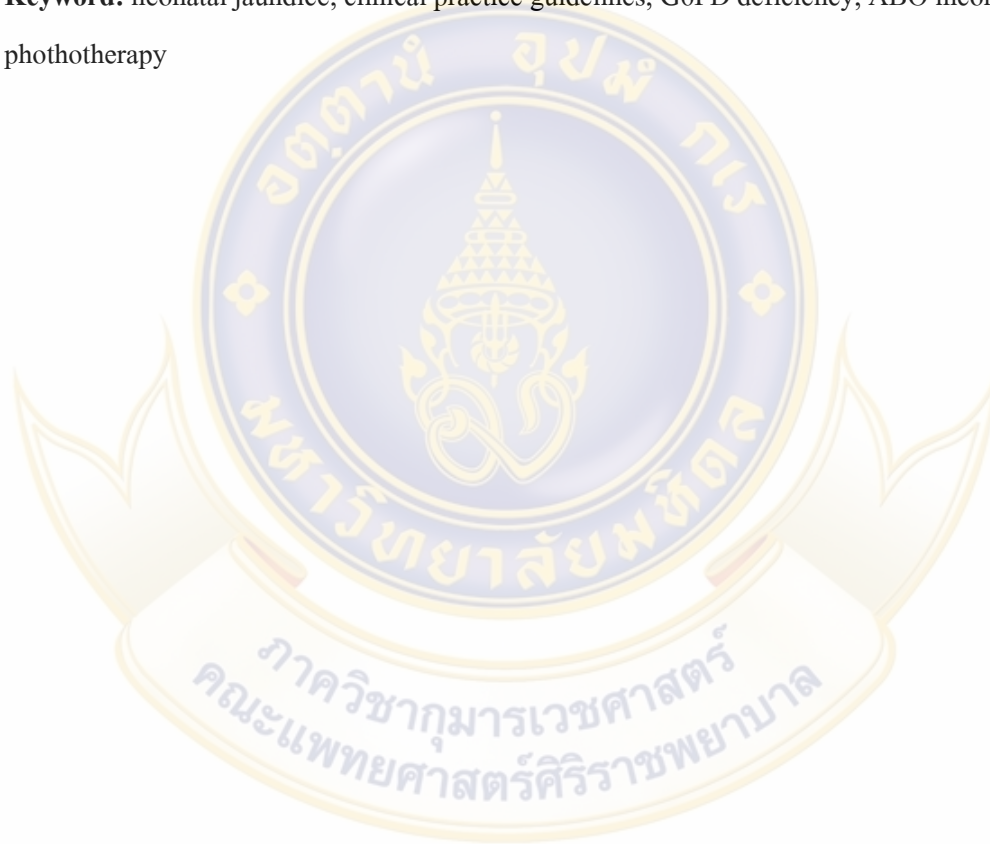 Keyword: neonatal jaundice, clinical practice guidelines, G6PD deficiency, ABO
phothotherapy
อตฺตานํ อุปมํ กเร
มหาวิทยาลัยมหิดล
ภาควิชากุมารเวชศาสตร์
คณะแพทยศาสตร์ศิริราชพยาบาล